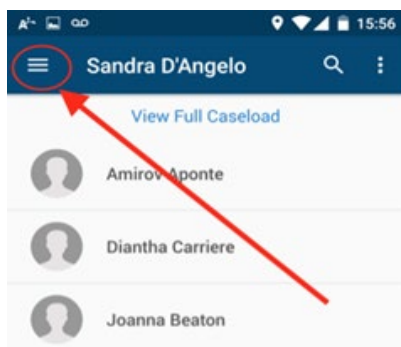 15:56
Sandra D'Angelo
View Full Caseload
Amirov Aponte
Diantha Carriere
Joanna Beaton